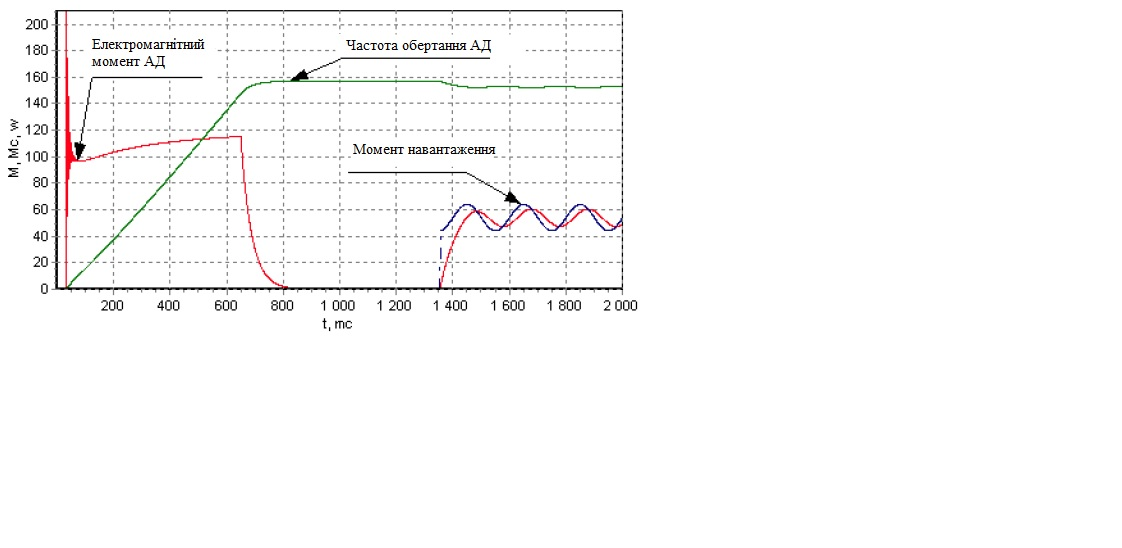 Електромагнітний
момент АД
Частота обертання АД
Момент навантаження
M, Mc, w
200
180
160
140
120
100
80
60
40
20
0
200 400 600 800 1 000 1 200 1 400 1 600 1 800 2 000
t, mc